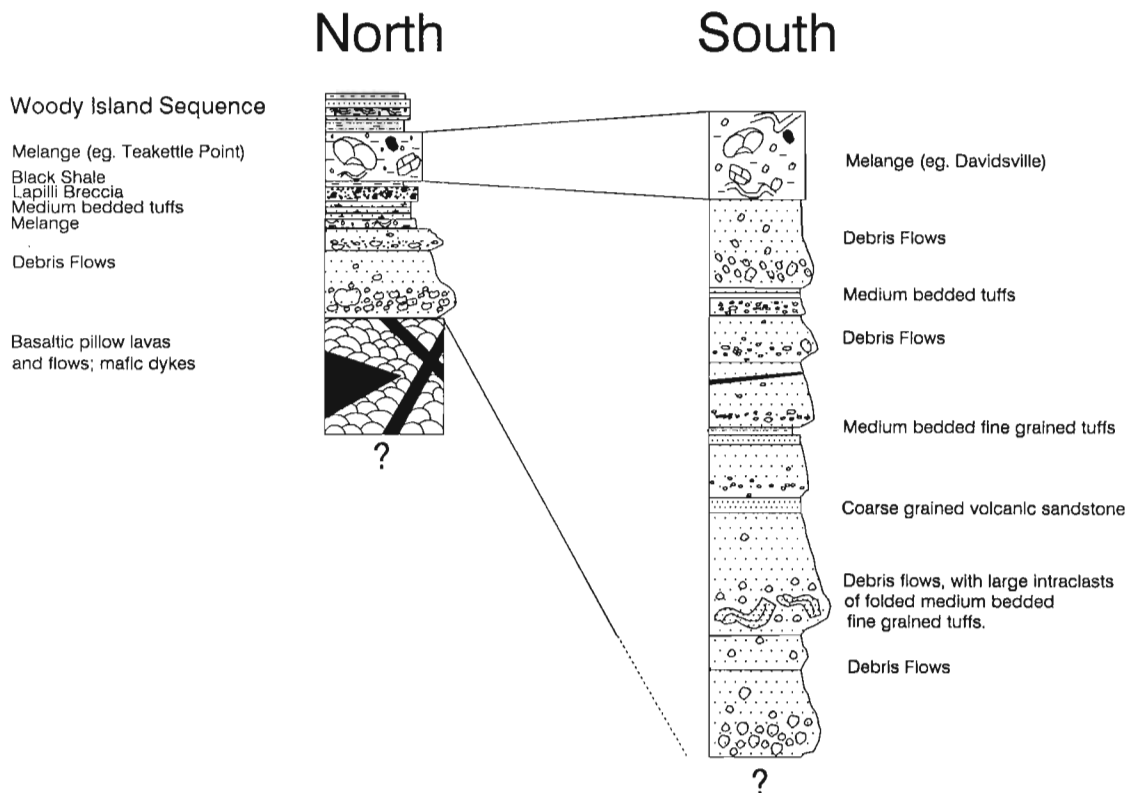 North
South
Woody Island Sequence
Melange (eg. Teakettle Point)
Black Shale
Lapilli Breccia
Medium bedded tuffs
Melange
Debris Flows
Basaltic pillow lavas
and flows; mafic dykes
?
Melange (eg. Davidsville)
Debris Flows
Medium bedded tuffs
Debris Flows
Medium bedded fine grained tuffs
Coarse grained volcanic sandstone
Debris flows, with large intraclasts
of folded medium bedded
fine grained tuffs.
Debris Flows
?